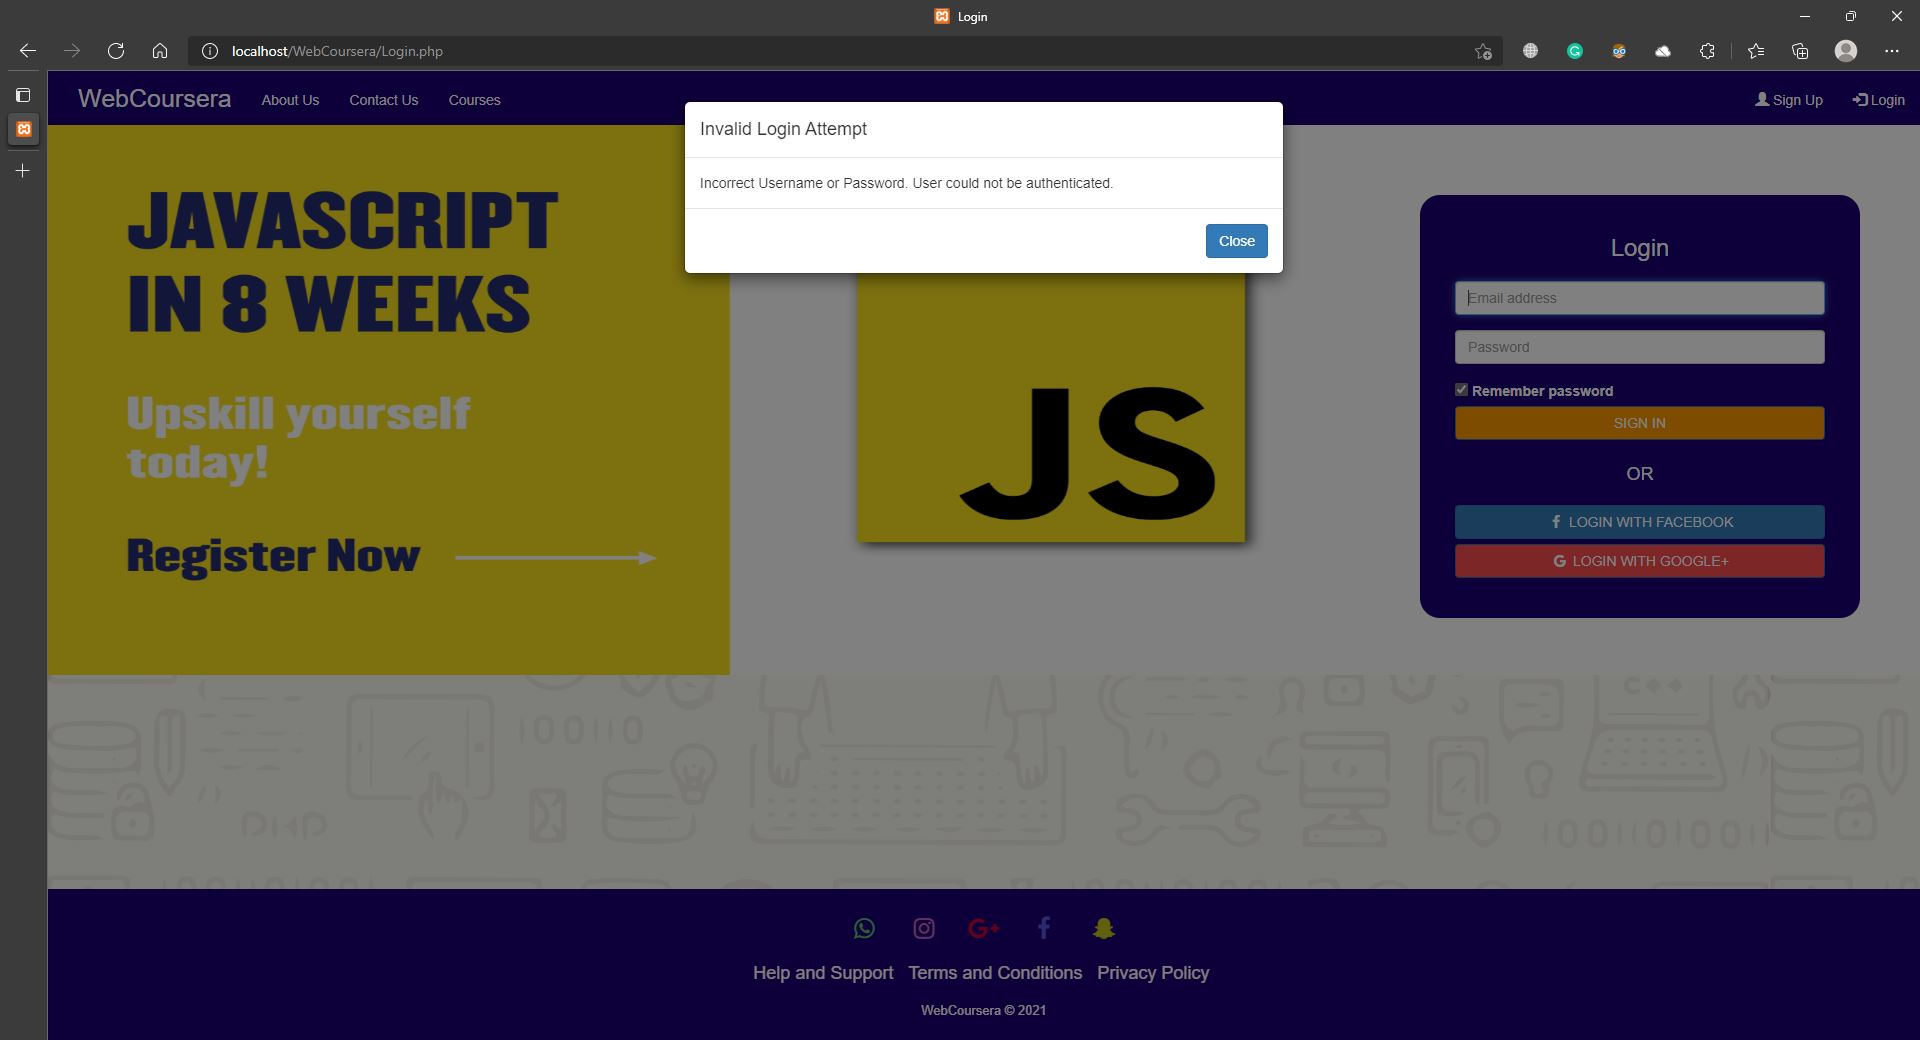 Login
localhost/WebCoursera/Login.php
WebCoursera About Us Contact Us Courses Sign Up Login
Invalid Login Attempt
Incorrect Username or Password. User could not be authenticated.
Close
JAVASCRIPT
IN 8 WEEKS
Upskill yourself
today!
Register Now
JS
Login
Email address
Password
Remember password
SIGN IN
OR
LOGIN WITH FACEBOOK
LOGIN WITH GOOGLE+
C++
100110
PHP
10110101
Help and Support Terms and Conditions Privacy Policy
WebCoursera © 2021